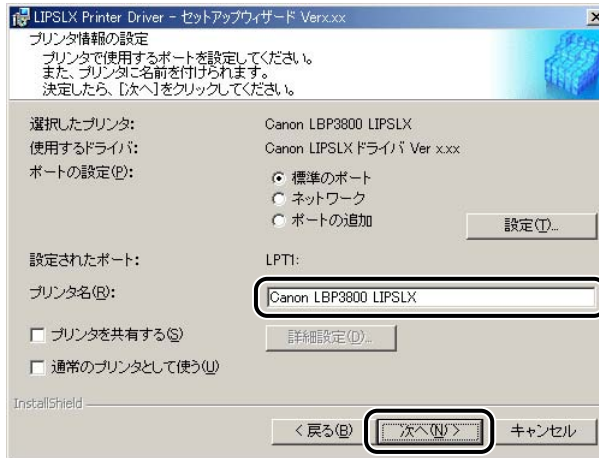 LIPSLX Printer Driver - セットアップウィザード Verx.xx
プリンタ情報の設定
プリンタで使用するポートを設定してください。
また、プリンタに名前を付けられます。
決定したら、[次へ]をクリックしてください。
選択したプリンタ: Canon LBP3800 LIPSLX
使用するドライバ: Canon LIPSLX ドライバ Ver x.xx
ポートの設定(P): 標準のポート
ネットワーク
ポートの追加 設定(T)...
設定されたポート: LPT1:
プリンタ名(R): Canon LBP3800 LIPSLX
プリンタを共有する(S) 詳細設定(D)...
通常のプリンタとして使う(U)
InstallShield
< 戻る(B) 次へ(N) > キャンセル